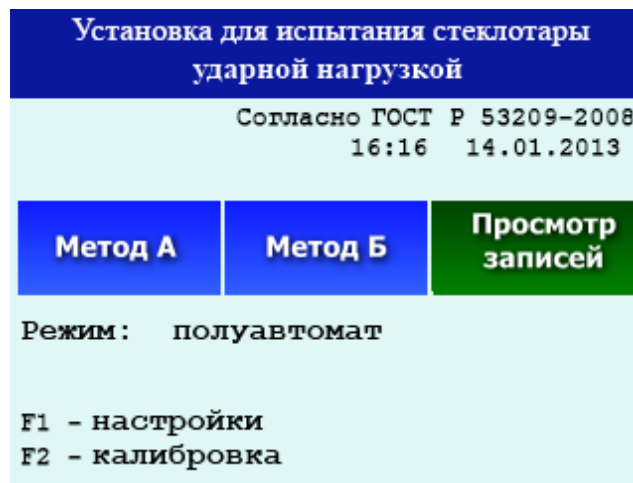 Установка для испытания стеклотары
ударной нагрузкой
Согласно ГОСТ Р 53209-2008
16:16 14.01.2013
Метод А
Метод Б
Просмотр
записей
Режим: полуавтомат
F1 - настройки
F2 - калибровка